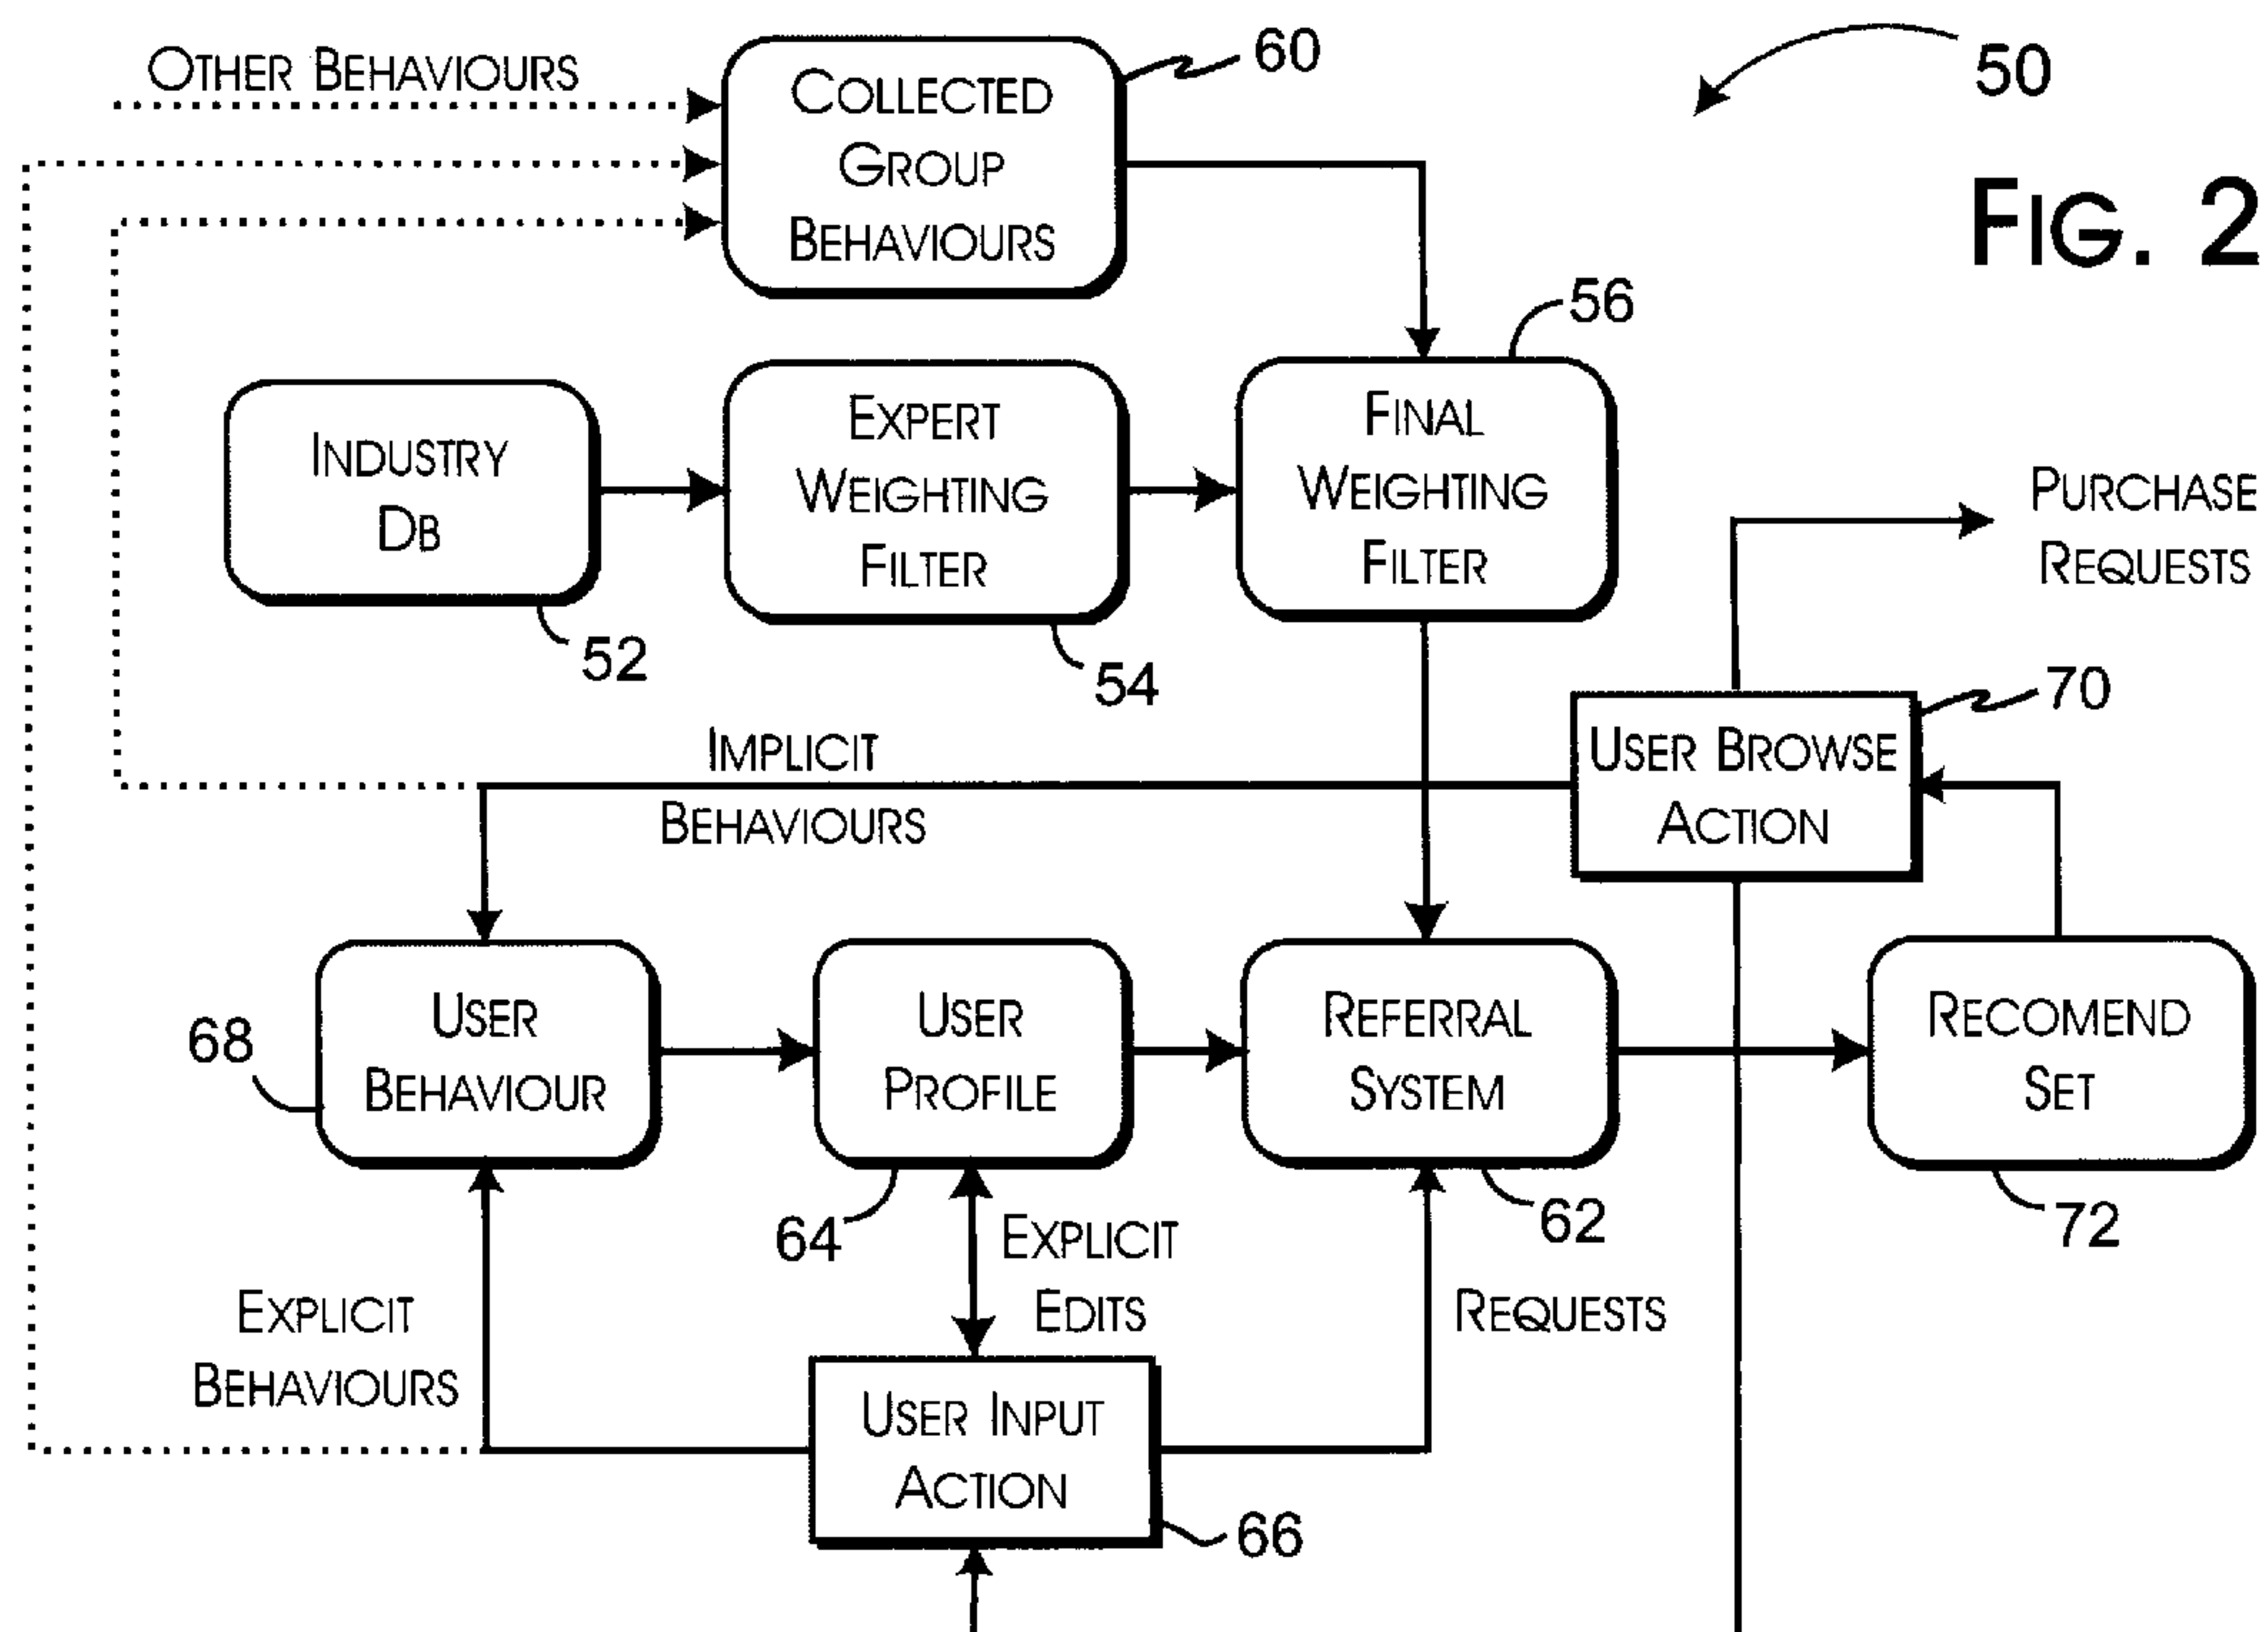 OTHER BEHAVIOURS
COLLECTED
GROUP
BEHAVIOURS
60
50
FIG. 2
56
INDUSTRY
DB
52
EXPERT
WEIGHTING
FILTER
54
FINAL
WEIGHTING
FILTER
PURCHASE
REQUESTS
70
USER BROWSE
ACTION
IMPLICIT
BEHAVIOURS
68
USER
BEHAVIOUR
USER
PROFILE
64
REFERRAL
SYSTEM
62
RECOMEND
SET
72
EXPLICIT
EDITS
REQUESTS
EXPLICIT
BEHAVIOURS
USER INPUT
ACTION
66